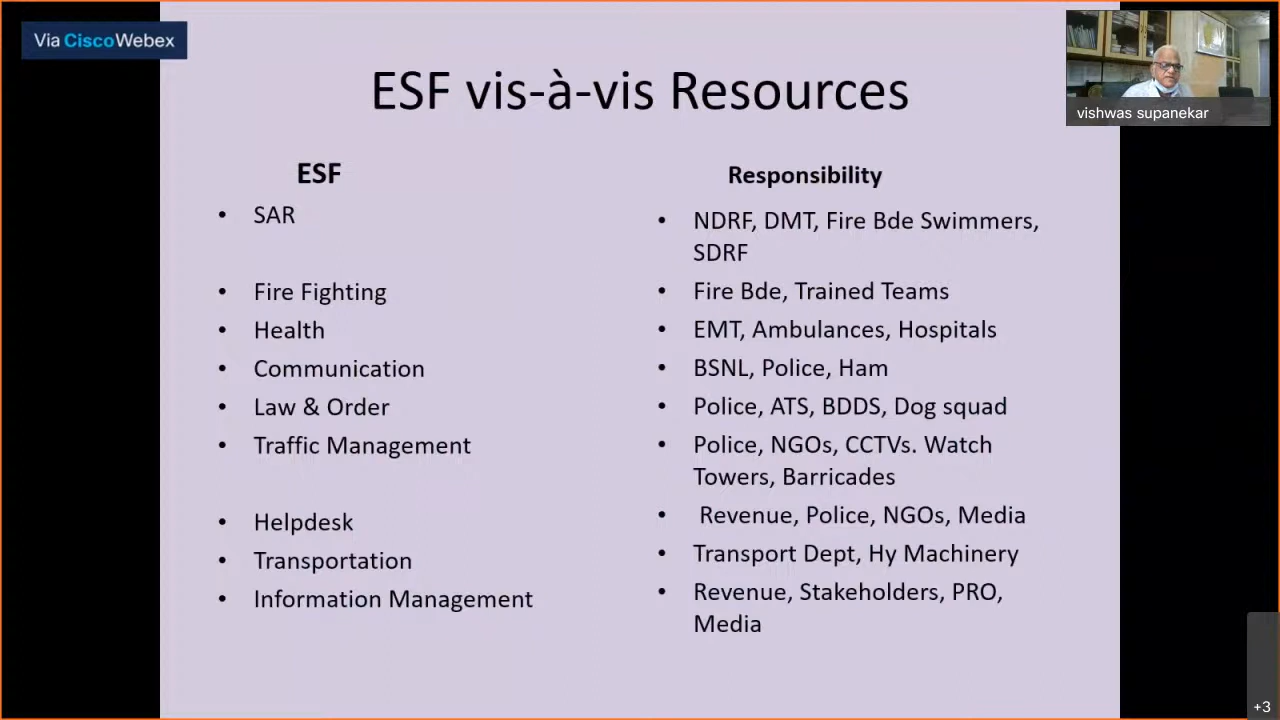 Via CiscoWebex
ESF vis-à-vis Resources
vishwas supanekar
ESF
• SAR
• Fire Fighting
• Health
• Communication
• Law & Order
• Traffic Management
• Helpdesk
• Transportation
• Information Management
Responsibility
• NDRF, DMT, Fire Bde Swimmers,
SDRF
• Fire Bde, Trained Teams
• EMT, Ambulances, Hospitals
• BSNL, Police, Ham
• Police, ATS, BDDS, Dog squad
• Police, NGOs, CCTVs. Watch
Towers, Barricades
• Revenue, Police, NGOs, Media
• Transport Dept, Hy Machinery
• Revenue, Stakeholders, PRO,
Media
+3